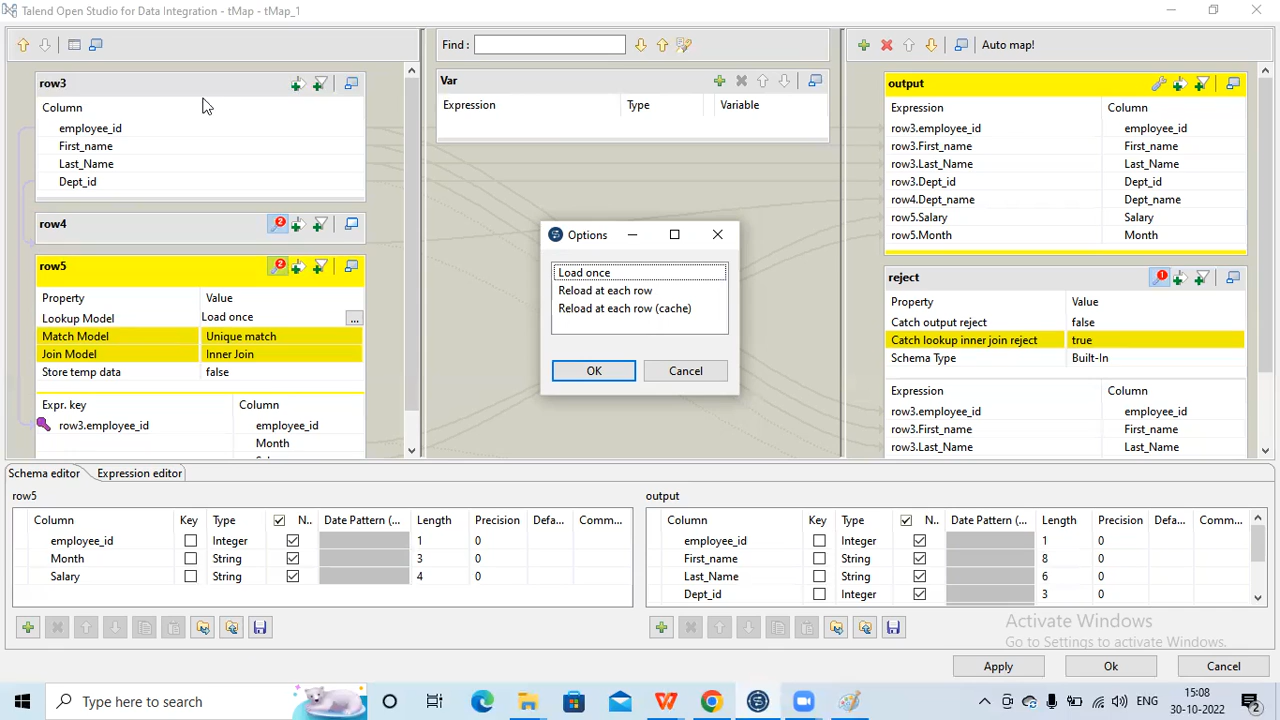 Talend Open Studio for Data Integration - tMap - tMap_1
Find :
Auto map!
row3
Column
employee_id
First_name
Last_Name
Dept_id
row4
row5
Property Value
Lookup Model Load once ...
Match Model Unique match
Join Model Inner Join
Store temp data false
Expr. key Column
row3.employee_id employee_id
Month
Var
Expression Type Variable
Options
Load once
Reload at each row
Reload at each row (cache)
OK Cancel
output
Expression Column
row3.employee_id employee_id
row3.First_name First_name
row3.Last_Name Last_Name
row3.Dept_id Dept_id
row4.Dept_name Dept_name
row5.Salary Salary
row5.Month Month
reject
Property Value
Catch output reject false
Catch lookup inner join reject true
Schema Type Built-In
Expression Column
row3.employee_id employee_id
row3.First_name First_name
row3.Last_Name Last_Name
Schema editor Expression editor
row5
Column Key Type N.. Date Pattern (... Length Precision Defa... Comm...
employee_id Integer 1 0
Month String 3 0
Salary String 4 0
output
Column Key Type N.. Date Pattern (... Length Precision Defa... Comm...
employee_id Integer 1 0
First_name String 8 0
Last_Name String 6 0
Dept_id Integer 3 0
Activate Windows
Go to Settings to activate Windows.
Apply Ok Cancel
Type here to search
ENG
15:08
30-10-2022
2